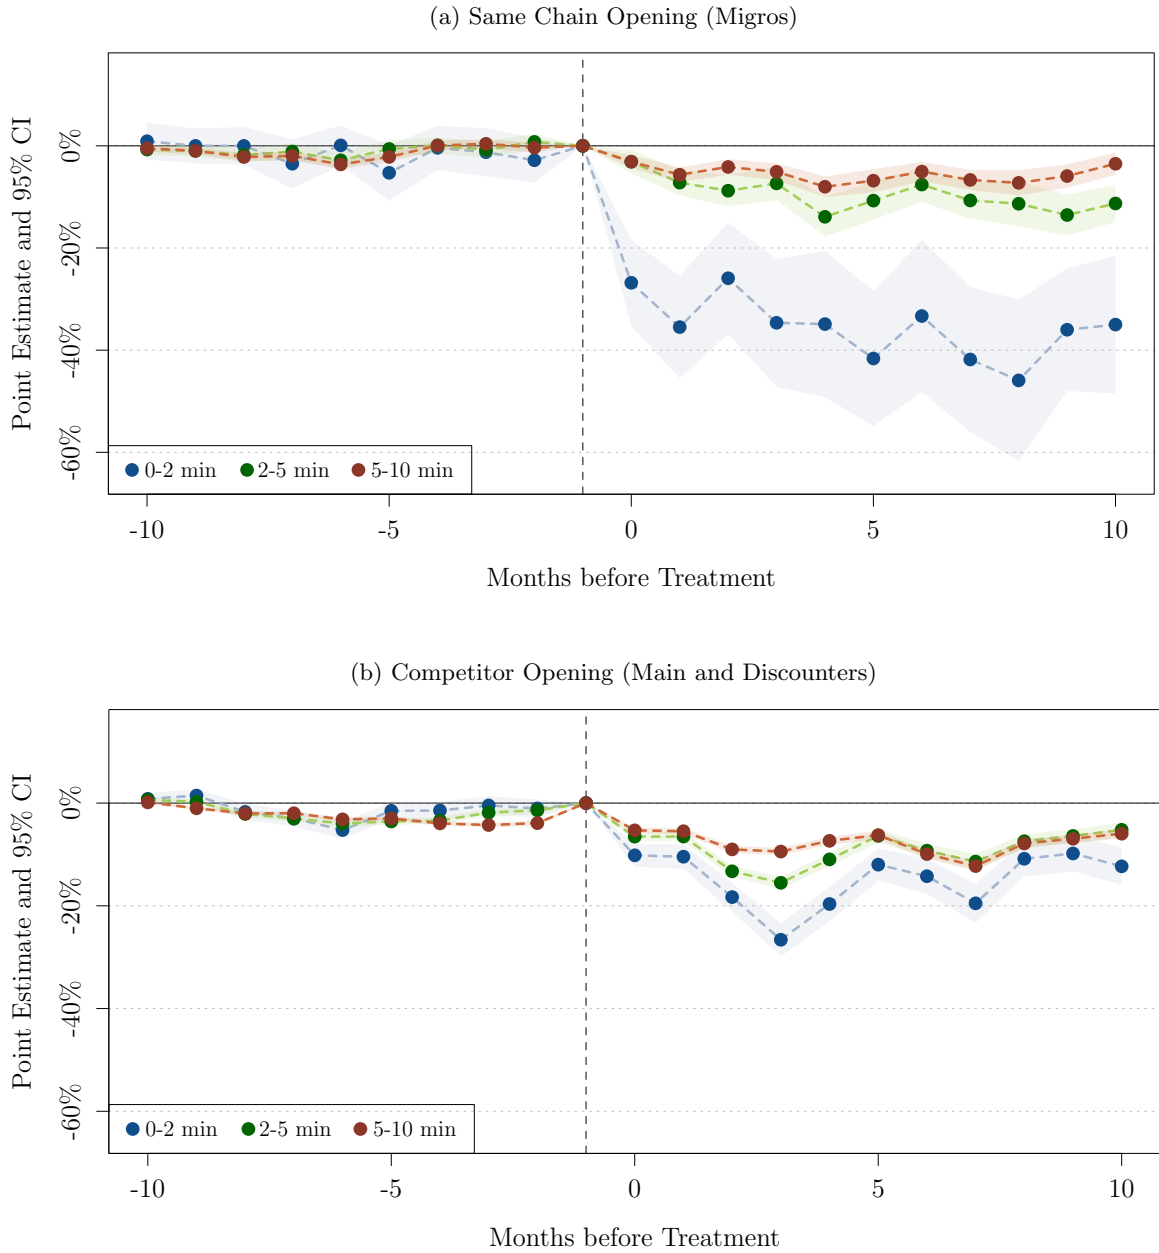 (a) Same Chain Opening (Migros)
Point Estimate and 95% CI
0%
-20%
-40%
-60%
0-2 min 2-5 min 5-10 min
-10 -5 0 5 10
Months before Treatment
(b) Competitor Opening (Main and Discounters)
Point Estimate and 95% CI
0%
-20%
-40%
-60%
0-2 min 2-5 min 5-10 min
-10 -5 0 5 10
Months before Treatment